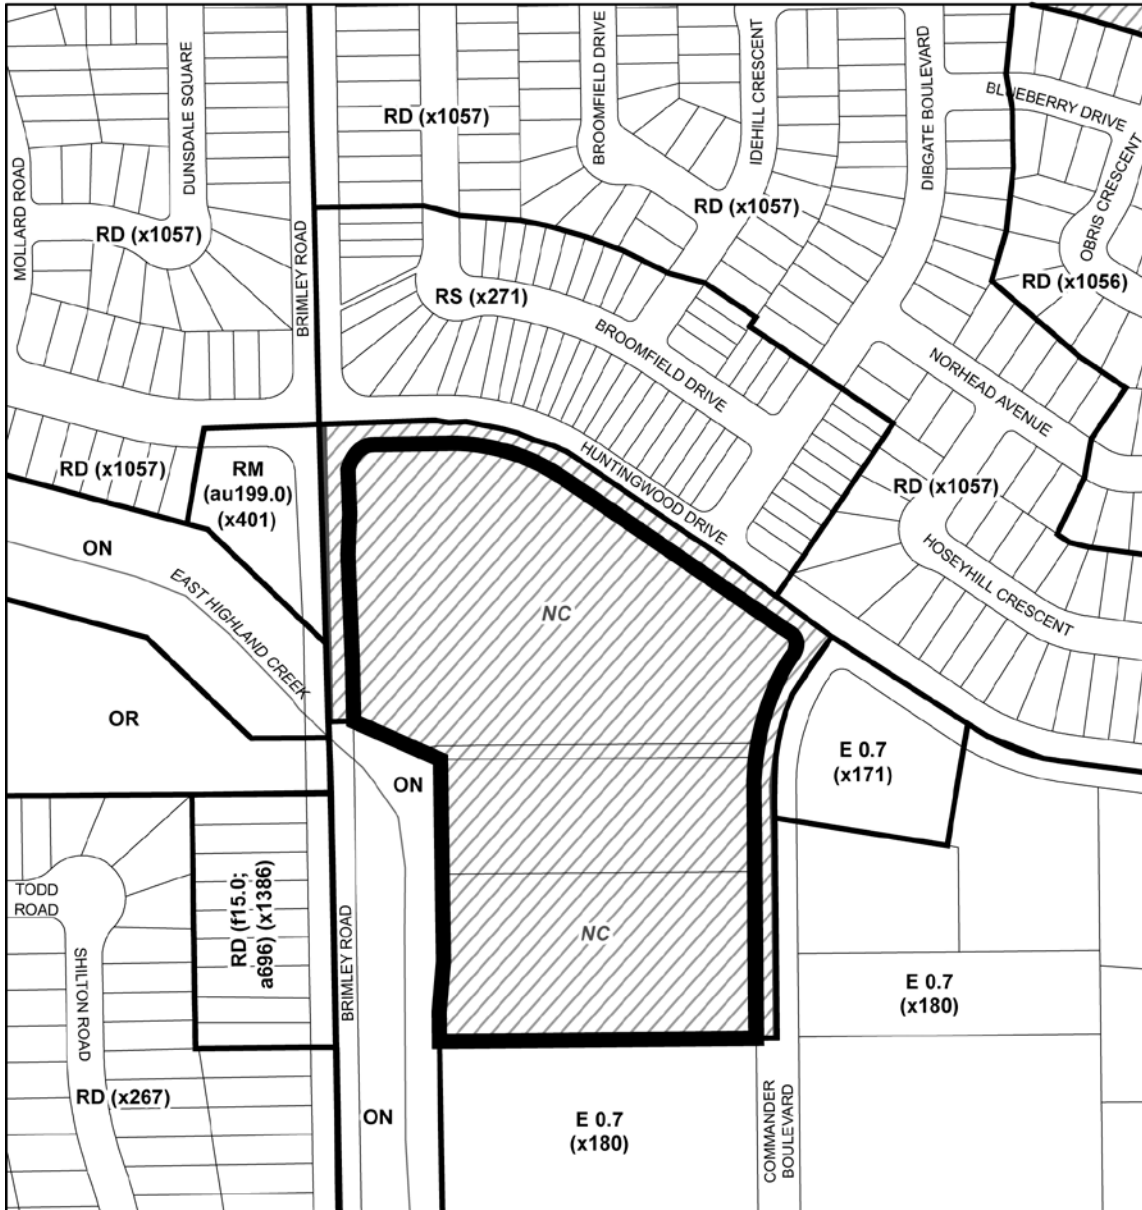 DUNSDALE SQUARE
BROOMFIELD DRIVE
IDEHILL CRESCENT
DIBGATE BOULEVARD
BLUEBERRY DRIVE
RD (x1057)
OBRIS CRESCENT
MOLLARD ROAD
RD (x1057)
RD (x1057)
BRIMLEY ROAD
RS (x271)
RD (x1056)
BROOMFIELD DRIVE
NORHEAD AVENUE
RD (x1057)
RM
(au199.0)
(x401)
HUNTINGWOOD DRIVE
RD (x1057)
ON
EAST HIGHLAND CREEK
HOSEYHILL CRESCENT
NC
OR
E 0.7
(x171)
ON
TODD
ROAD
RD (f15.0;
a696) (x1386)
BRIMLEY ROAD
NC
SHILTON ROAD
E 0.7
(x180)
RD (x267)
ON
E 0.7
(x180)
COMMANDER
BOULEVARD